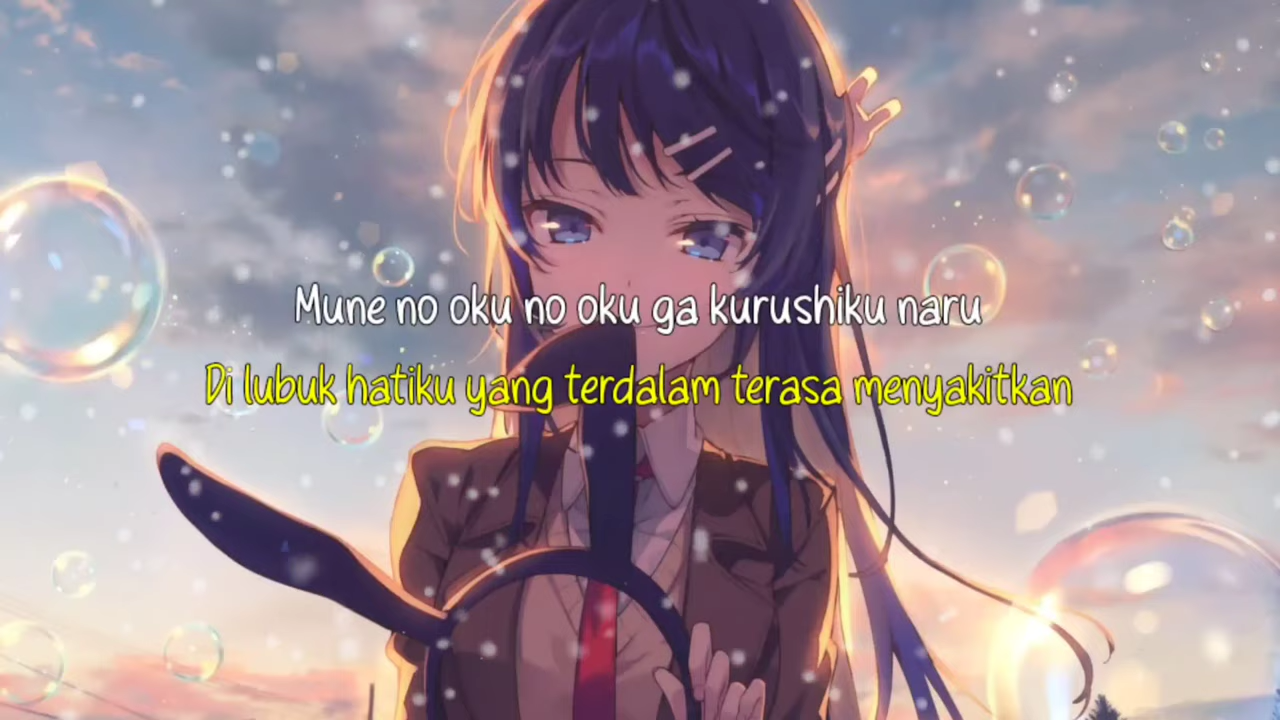 Mune no oku no oku ga kurushiku naru
Di lubuk hatiku yang terdalam terasa menyakitkan